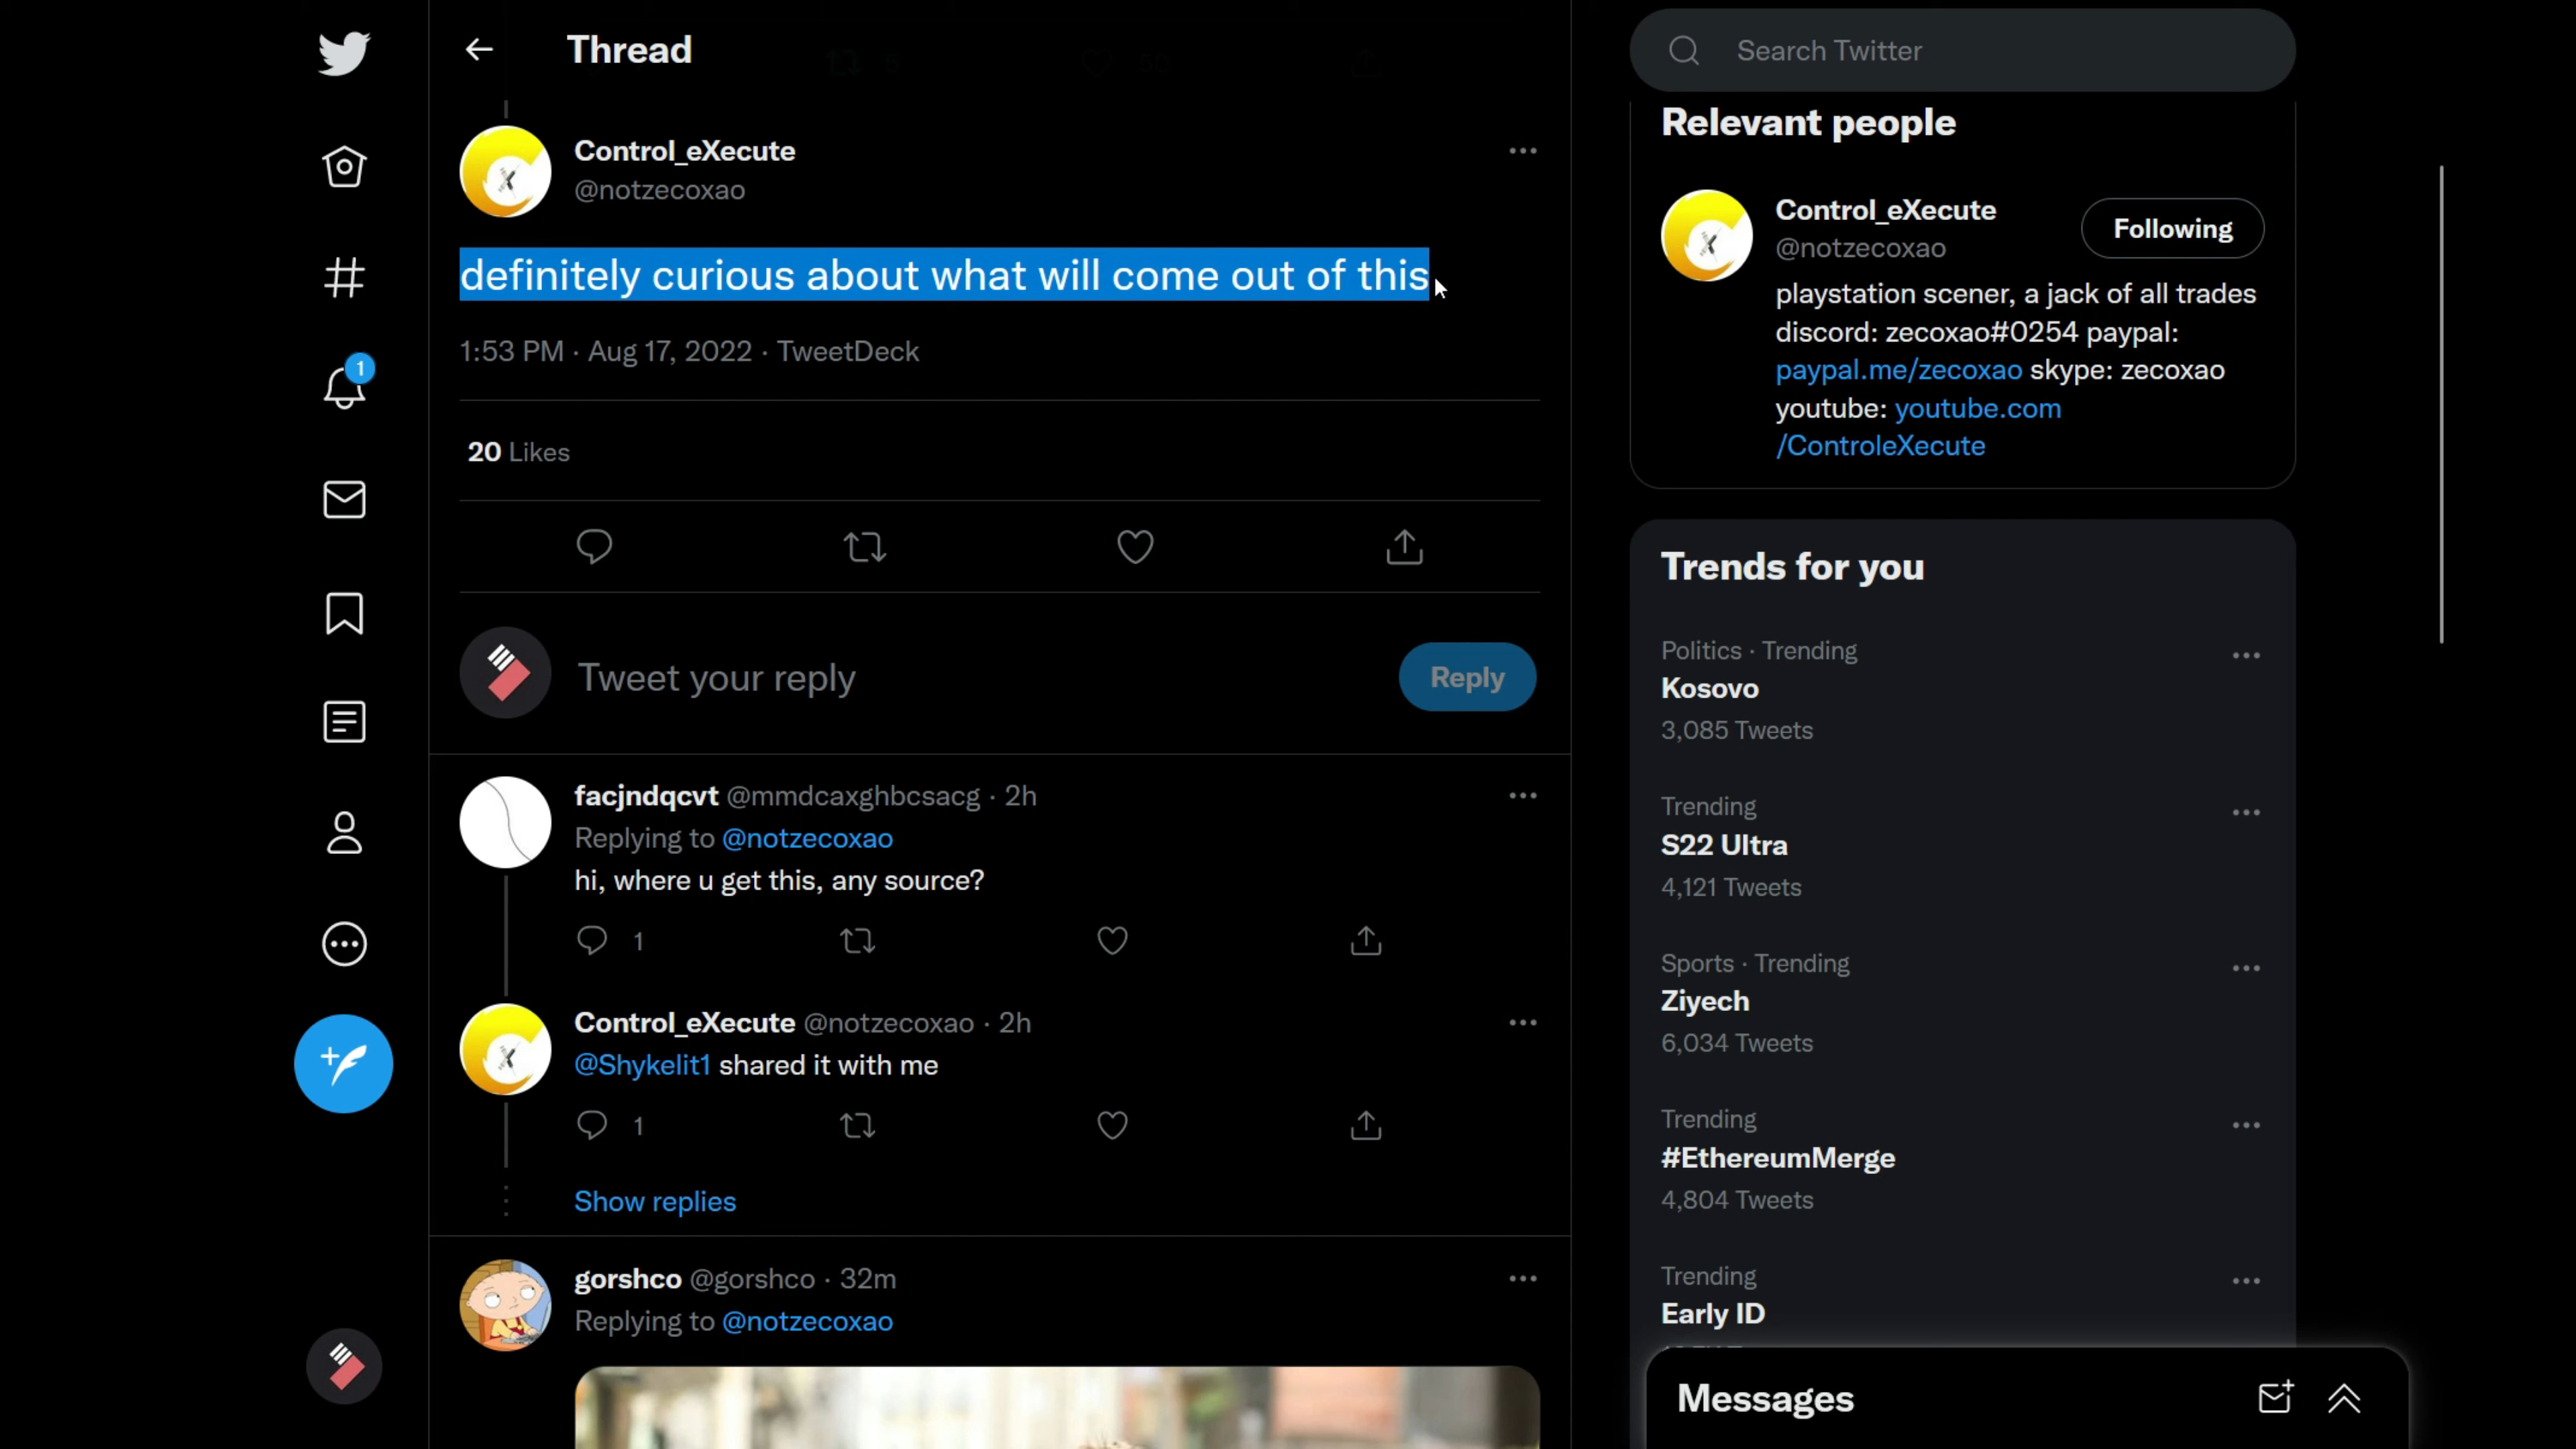 Thread
Control_eXecute
@notzecoxao
definitely curious about what will come out of this
1:53 PM · Aug 17, 2022 · TweetDeck
20 Likes
Tweet your reply
Reply
facjndqcvt @mmdcaxghbcsacg · 2h
Replying to @notzecoxao
hi, where u get this, any source?
1
Control_eXecute @notzecoxao · 2h
@Shykelit1 shared it with me
1
Show replies
gorshco @gorshco · 32m
Replying to @notzecoxao
1
Search Twitter
Relevant people
Control_eXecute
@notzecoxao
Following
playstation scener, a jack of all trades
discord: zecoxao#0254 paypal:
paypal.me/zecoxao skype: zecoxao
youtube: youtube.com
/ControleXecute
Trends for you
Politics · Trending
Kosovo
3,085 Tweets
Trending
S22 Ultra
4,121 Tweets
Sports · Trending
Ziyech
6,034 Tweets
Trending
#EthereumMerge
4,804 Tweets
Trending
Early ID
Messages